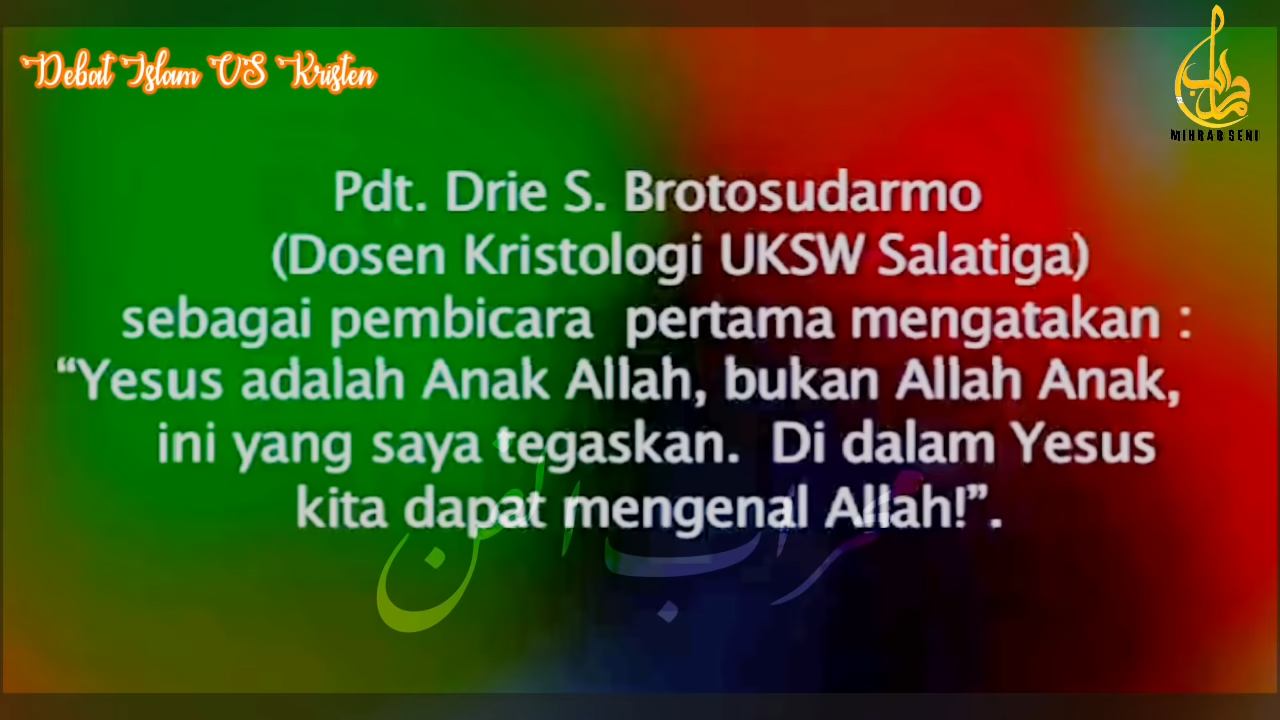 Debat Islam VS Kristen
MIHRAB SENI
Pdt. Drie S. Brotosudarmo
(Dosen Kristologi UKSW Salatiga)
sebagai pembicara pertama mengatakan :
“Yesus adalah Anak Allah, bukan Allah Anak,
ini yang saya tegaskan. Di dalam Yesus
kita dapat mengenal Allah!”.